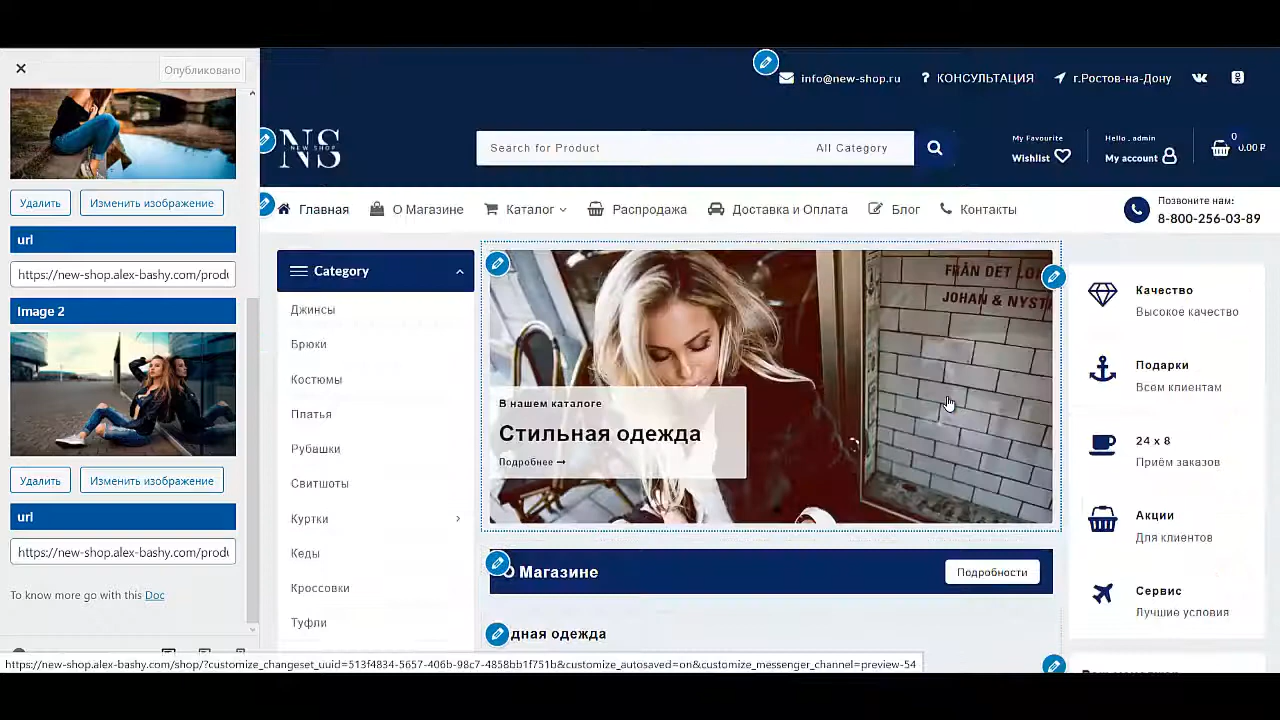 Опубликовано
info@new-shop.ru
КОНСУЛЬТАЦИЯ
г.Ростов-на-Дону
NS
NEW SHOP
Search for Product
All Category
My Favourite
Wishlist
Hello . admin
My account
0
0.00 ₽
Удалить
Изменить изображение
Главная
О Магазине
Каталог
Распродажа
Доставка и Оплата
Блог
Контакты
Позвоните нам:
8-800-256-03-89
url
https://new-shop.alex-bashy.com/produ
Image 2
Удалить
Изменить изображение
url
https://new-shop.alex-bashy.com/produ
To know more go with this Doc
Category
Джинсы
Брюки
Костюмы
Платья
Рубашки
Свитшоты
Куртки
Кеды
Кроссовки
Туфли
FRÅN DET LO
JOHAN & NYST
В нашем каталоге
Стильная одежда
Подробнее
О Магазине
Подробности
дная одежда
Качество
Высокое качество
Подарки
Всем клиентам
24 x 8
Приём заказов
Акции
Для клиентов
Сервис
Лучшие условия
https://new-shop.alex-bashy.com/shop/?customize_changeset_uuid=513f4834-5657-406b-98c7-4858bb1f751b&customize_autosaved=on&customize_messenger_channel=preview-54